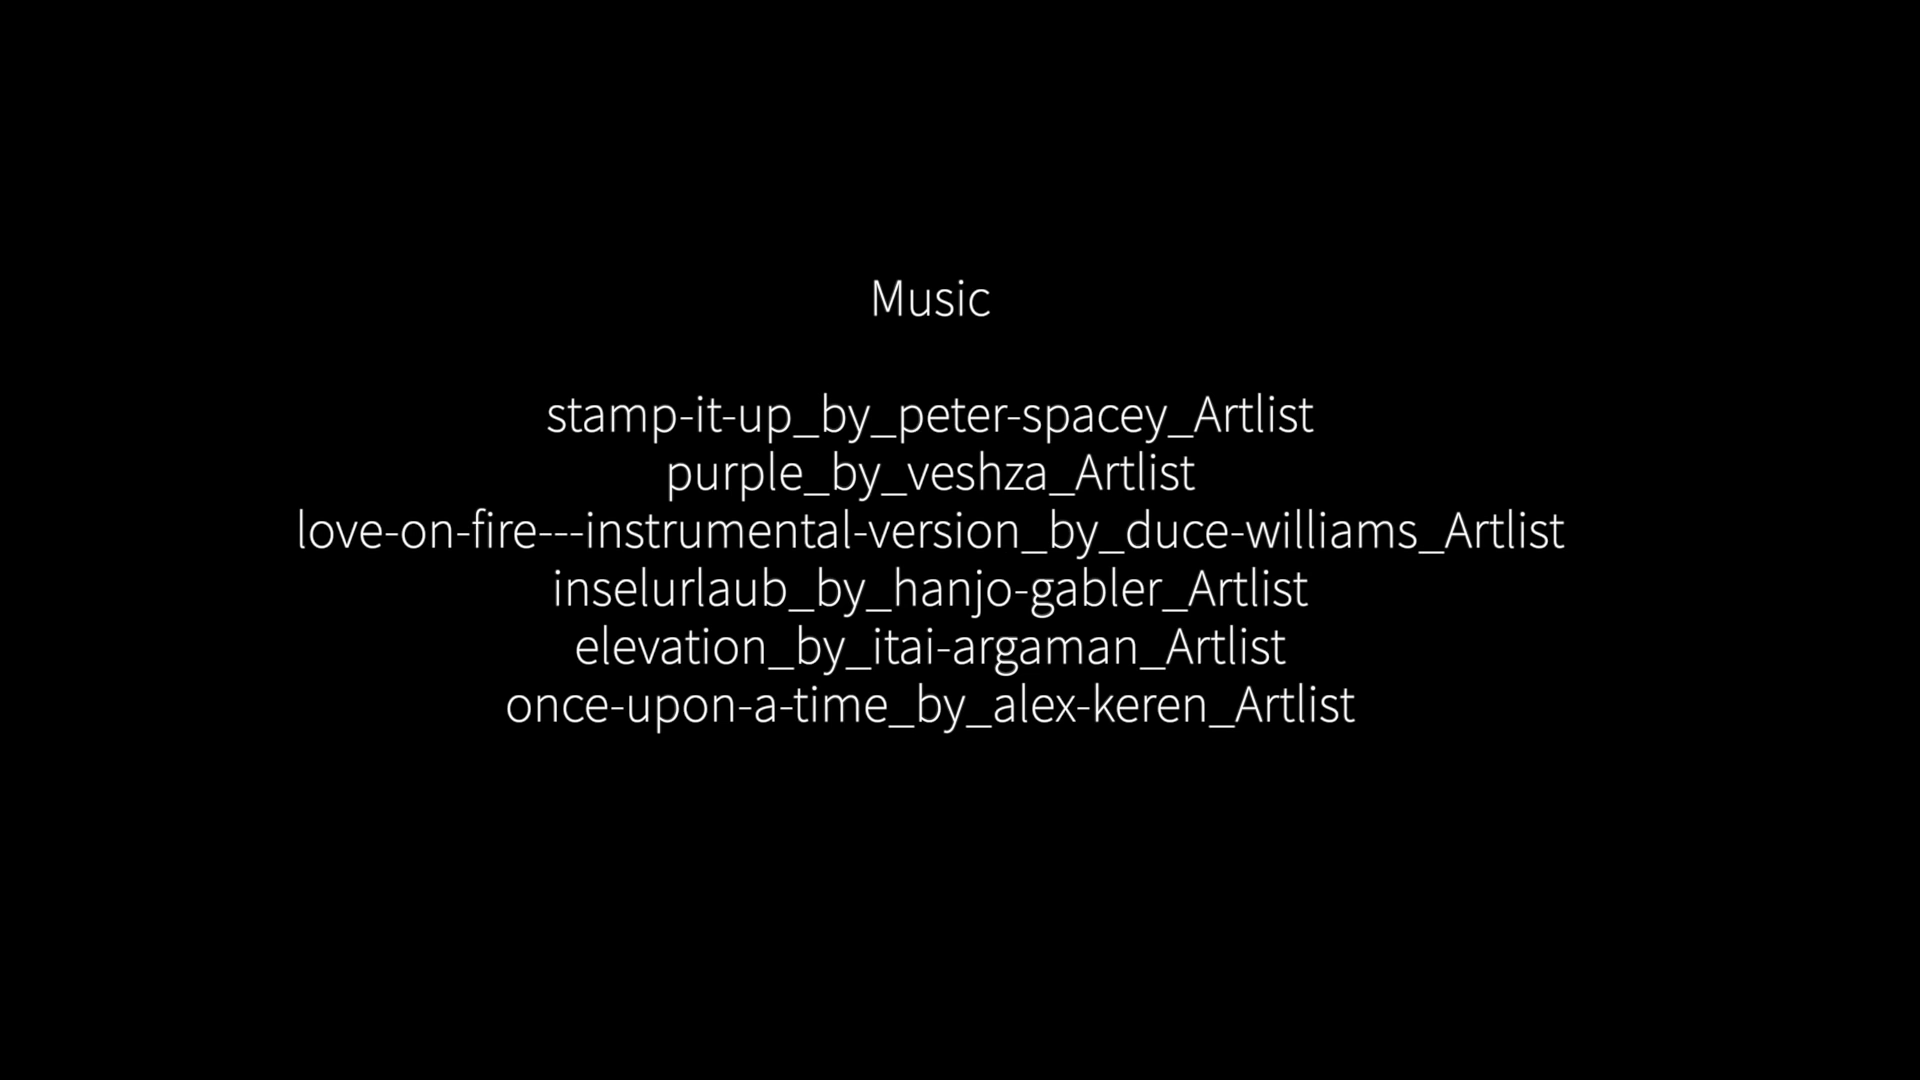 Music
stamp-it-up_by_peter-spacey_Artlist
purple_by_veshza_Artlist
love-on-fire---instrumental-version_by_duce-williams_Artlist
inselurlaub_by_hanjo-gabler_Artlist
elevation_by_itai-argaman_Artlist
once-upon-a-time_by_alex-keren_Artlist